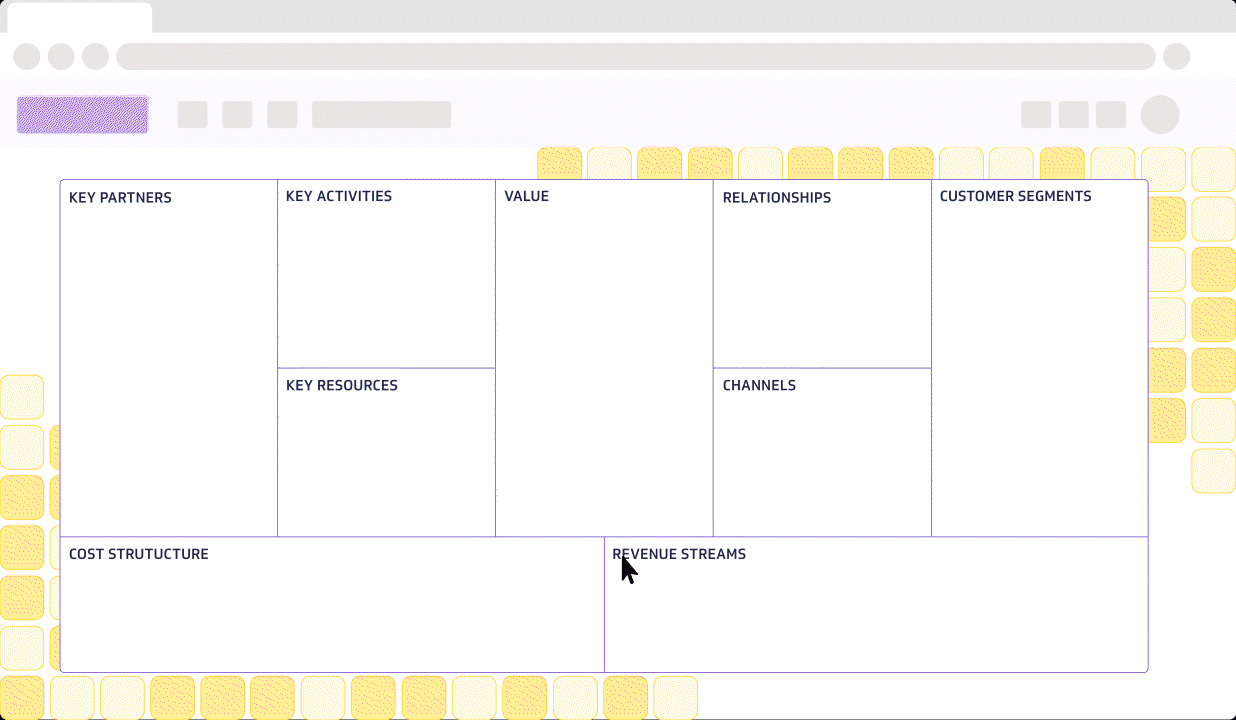 KEY PARTNERS
KEY ACTIVITIES
VALUE
RELATIONSHIPS
CUSTOMER SEGMENTS
KEY RESOURCES
CHANNELS
COST STRUTUCTURE
REVENUE STREAMS